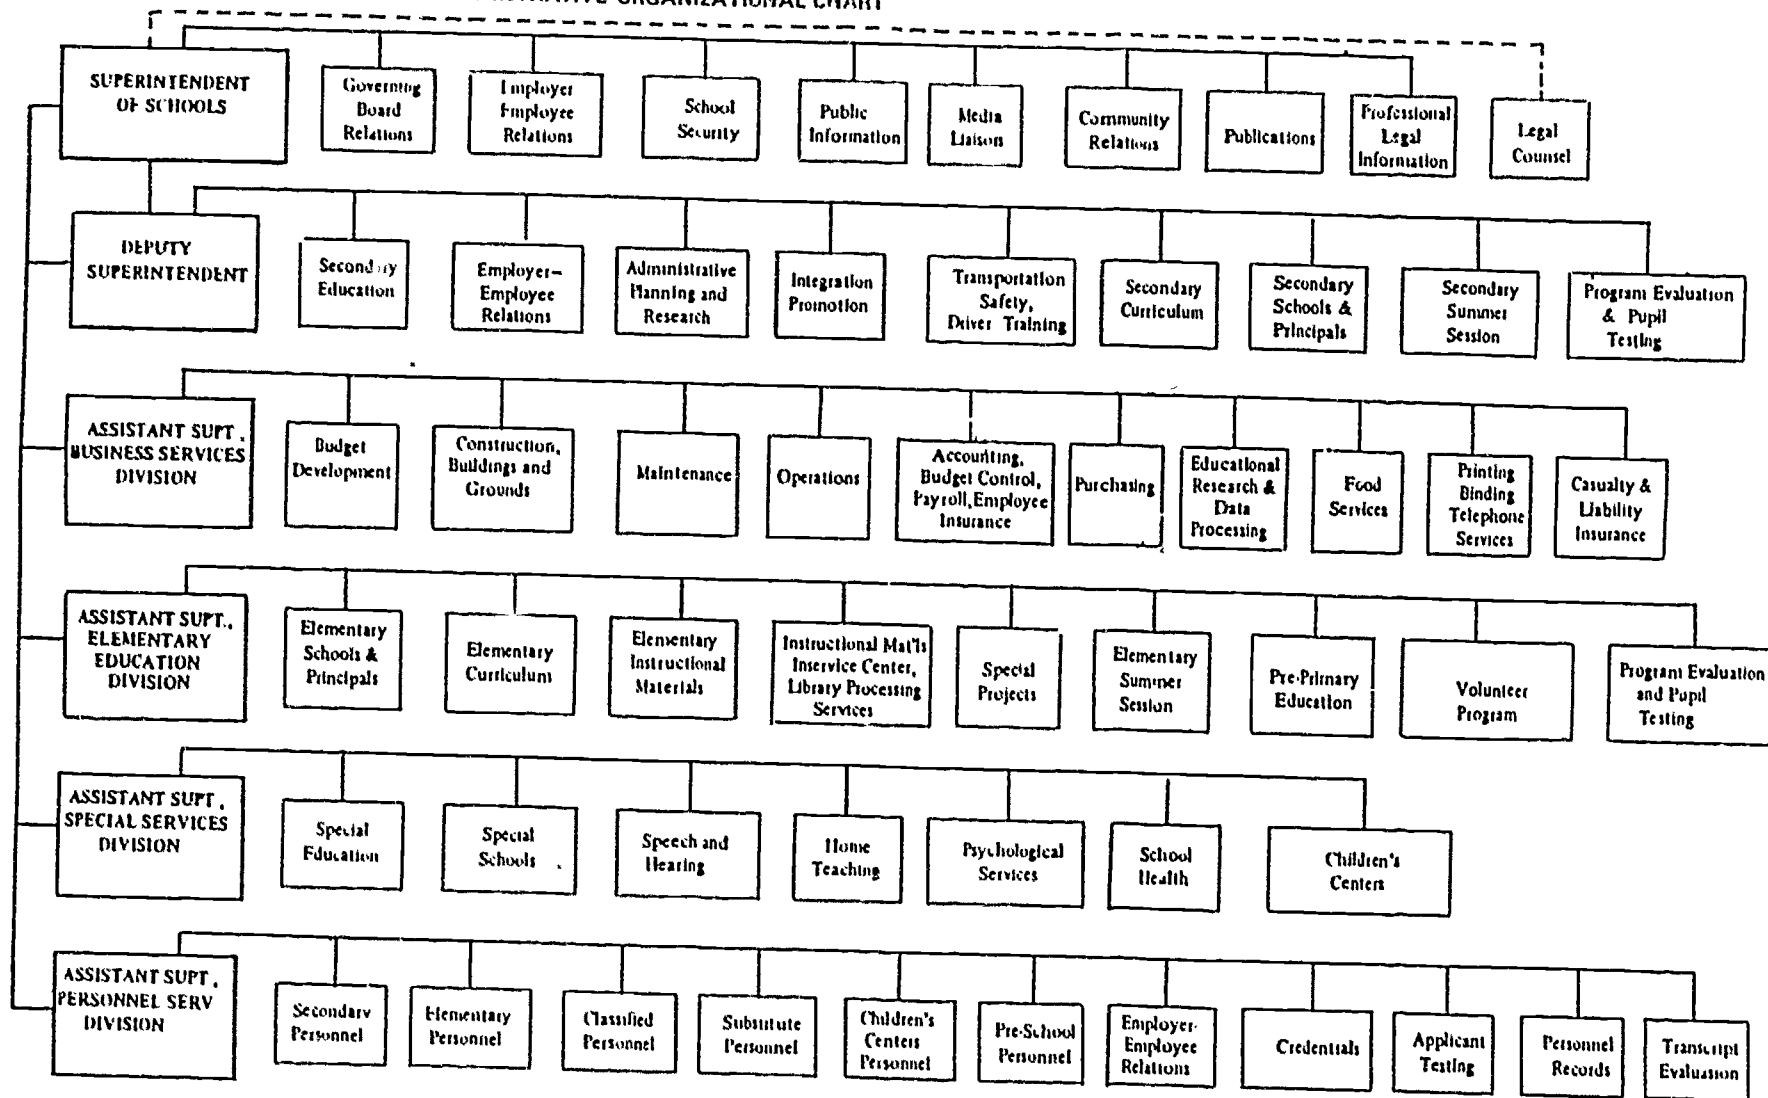 ORGANIZATIONAL CHART
SUPERINTENDENT
OF SCHOOLS
Governing
Board
Relations
Employer
Employee
Relations
School
Security
Public
Information
Media
Liaison
Community
Relations
Publications
Professional
Legal
Information
Legal
Counsel
DEPUTY
SUPERINTENDENT
Secondary
Education
Employer-
Employee
Relations
Administrative
Planning and
Research
Integration
Promotion
Transportation
Safety,
Driver Training
Secondary
Curriculum
Secondary
Schools &
Principals
Secondary
Summer
Session
Program Evaluation
& Pupil
Testing
ASSISTANT SUPT.,
BUSINESS SERVICES
DIVISION
Budget
Development
Construction,
Buildings and
Grounds
Maintenance
Operations
Accounting,
Budget Control,
Payroll, Employee
Insurance
Purchasing
Educational
Research &
Data
Processing
Food
Services
Printing
Binding
Telephone
Services
Casualty &
Liability
Insurance
ASSISTANT SUPT.,
ELEMENTARY
EDUCATION
DIVISION
Elementary
Schools &
Principals
Elementary
Curriculum
Elementary
Instructional
Materials
Instructional Mat'ls
Inservice Center,
Library Processing
Services
Special
Projects
Elementary
Summer
Session
Pre-Primary
Education
Volunteer
Program
Program Evaluation
and Pupil
Testing
ASSISTANT SUPT.,
SPECIAL SERVICES
DIVISION
Special
Education
Special
Schools
Speech and
Hearing
Home
Teaching
Psychological
Services
School
Health
Children's
Centers
ASSISTANT SUPT.,
PERSONNEL SERV
DIVISION
Secondary
Personnel
Elementary
Personnel
Classified
Personnel
Substitute
Personnel
Children's
Centers
Personnel
Pre-School
Personnel
Employer-
Employee
Relations
Credentials
Applicant
Testing
Personnel
Records
Transcript
Evaluation